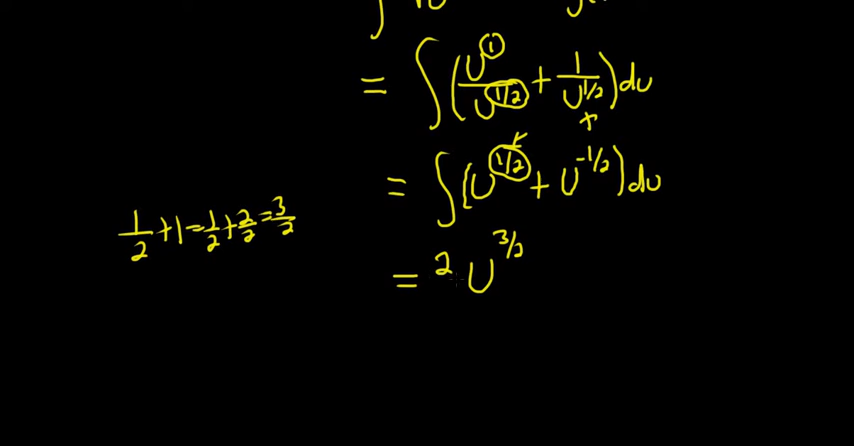 = ∫(U^1/U^1/2 + 1/U^1/2)du
= ∫(U^1/2 + U^-1/2)du
1/2 + 1 = 1/2 + 2/2 = 3/2
= 2 U^3/2